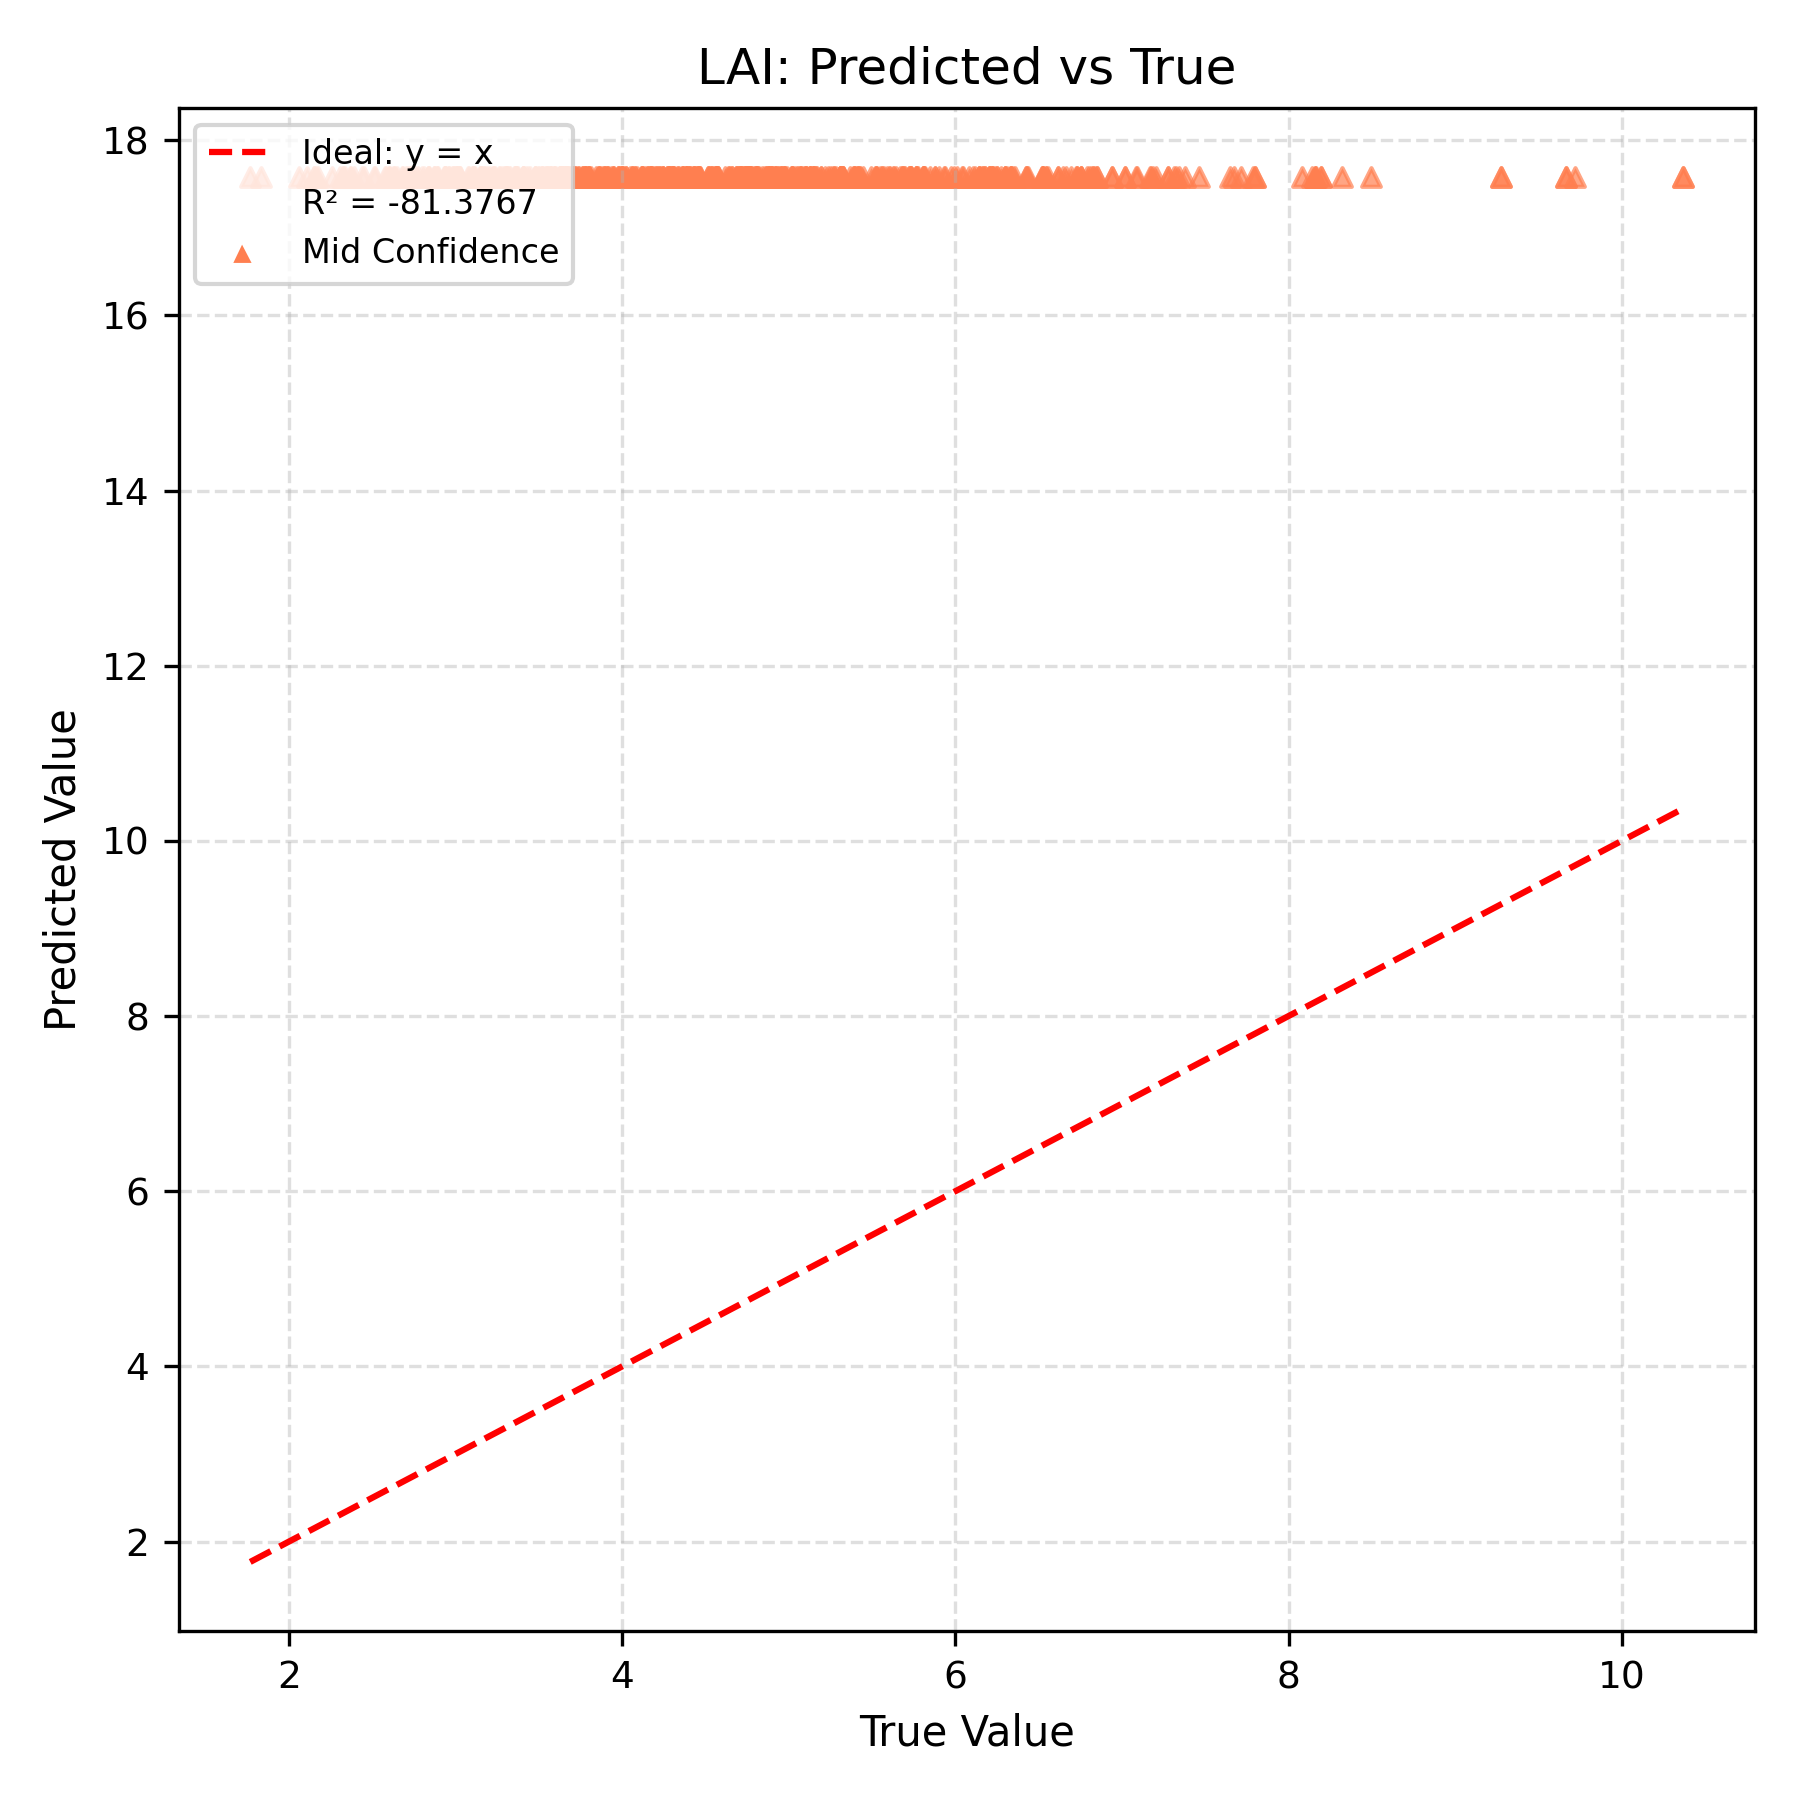 LAI: Predicted vs True
Ideal: y = x
R² = -81.3767
Mid Confidence
18
16
14
12
10
8
6
4
2
Predicted Value
2 4 6 8 10
True Value